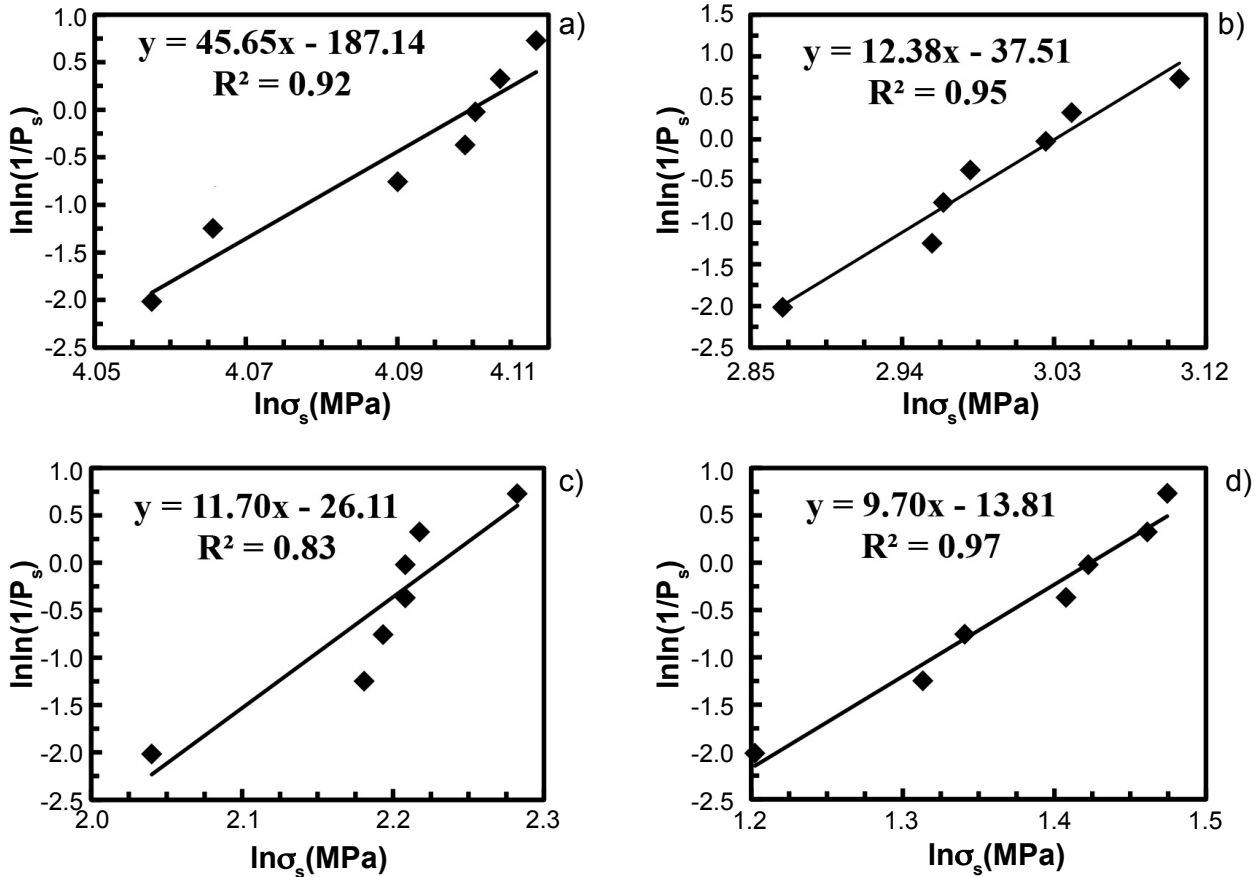 a)
y = 45.65x - 187.14
R² = 0.92
lnln(1/Pₛ)
1.0
0.5
0.0
-0.5
-1.0
-1.5
-2.0
-2.5
4.05 4.07 4.09 4.11
lnσₛ(MPa)
b)
y = 12.38x - 37.51
R² = 0.95
lnln(1/Pₛ)
1.5
1.0
0.5
0.0
-0.5
-1.0
-1.5
-2.0
-2.5
2.85 2.94 3.03 3.12
lnσₛ(MPa)
c)
y = 11.70x - 26.11
R² = 0.83
lnln(1/Pₛ)
1.0
0.5
0.0
-0.5
-1.0
-1.5
-2.0
-2.5
2.0 2.1 2.2 2.3
lnσₛ(MPa)
d)
y = 9.70x - 13.81
R² = 0.97
lnln(1/Pₛ)
1.0
0.5
0.0
-0.5
-1.0
-1.5
-2.0
-2.5
1.2 1.3 1.4 1.5
lnσₛ(MPa)